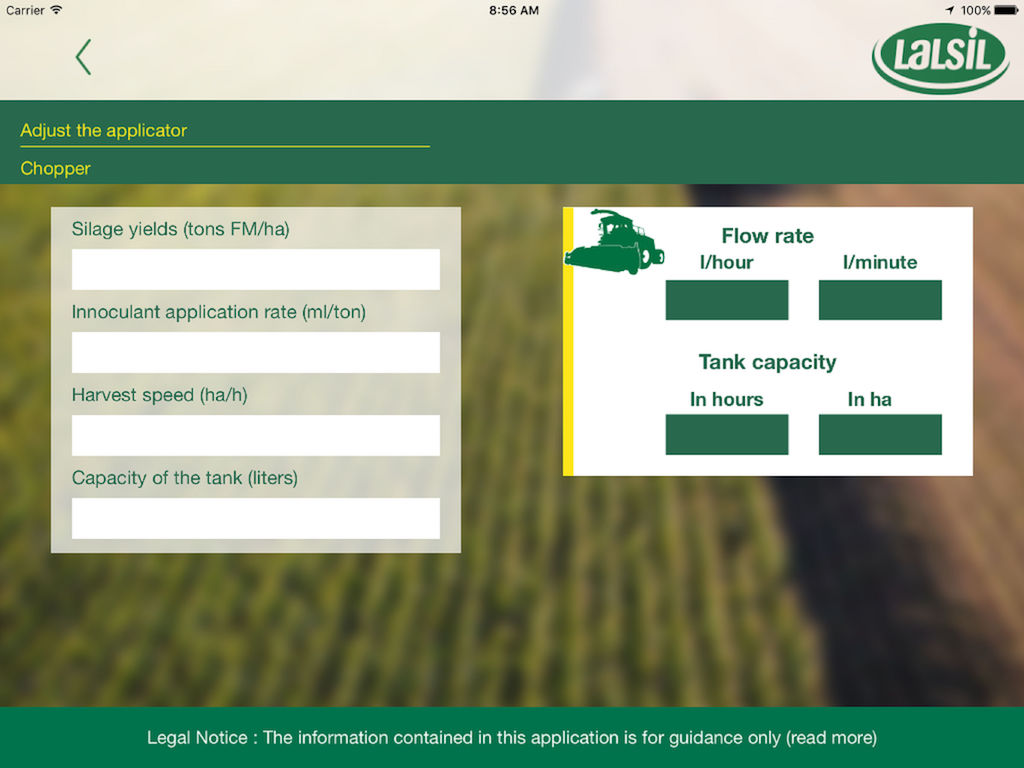 Carrier
8:56 AM
100%
LALSIL
Adjust the applicator
Chopper
Silage yields (tons FM/ha)
Innoculant application rate (ml/ton)
Harvest speed (ha/h)
Capacity of the tank (liters)
Flow rate
l/hour
l/minute
Tank capacity
In hours
In ha
Legal Notice : The information contained in this application is for guidance only (read more)